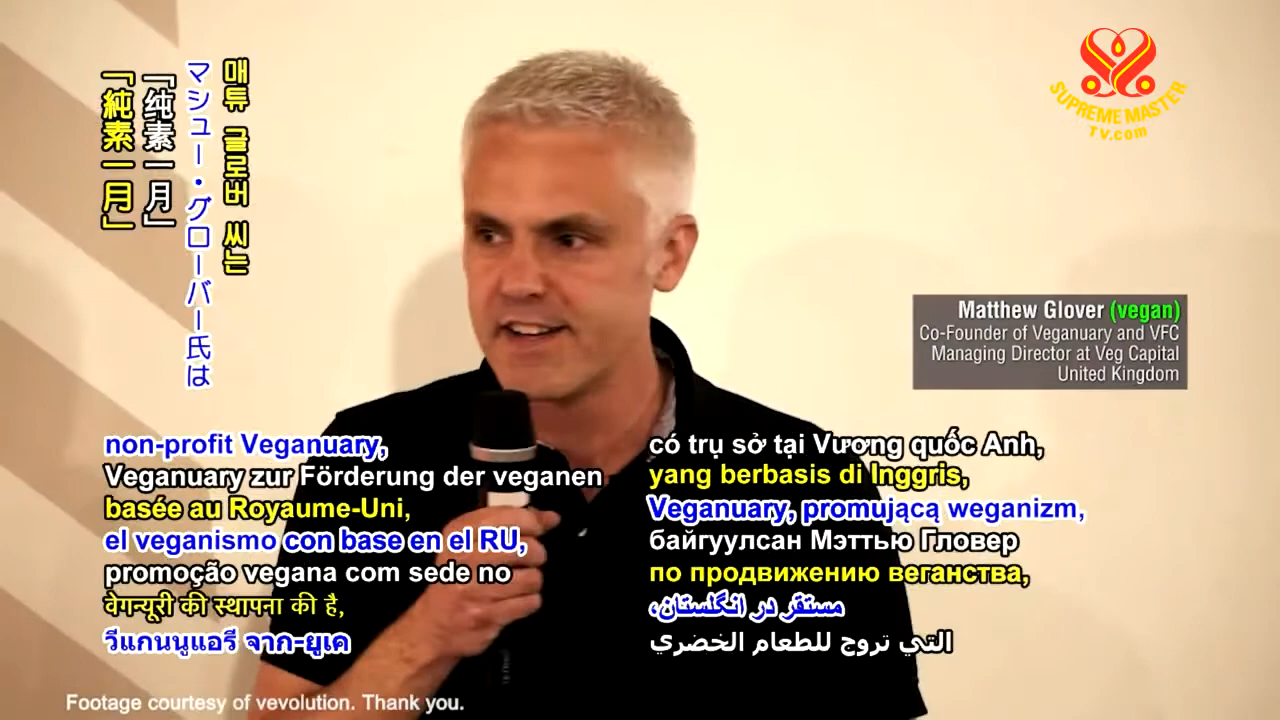 매튜 글로버 씨는
マシュー・グローバー氏は
「纯素一月」
「純素一月」
SUPREME MASTER
TV.com
Matthew Glover (vegan)
Co-Founder of Veganuary and VFC
Managing Director at Veg Capital
United Kingdom
non-profit Veganuary,
Veganuary zur Förderung der veganen
basée au Royaume-Uni,
el veganismo con base en el RU,
promoção vegana com sede no
वेगन्यूरी की स्थापना की है,
วีแกนนูแอรี จาก-ยูเค
có trụ sở tại Vương quốc Anh,
yang berbasis di Inggris,
Veganuary, promującą weganizm,
байгуулсан Мэттью Гловер
по продвижению веганства,
مستقر در انگلستان،
التي تروج للطعام الخضري
Footage courtesy of vevolution. Thank you.